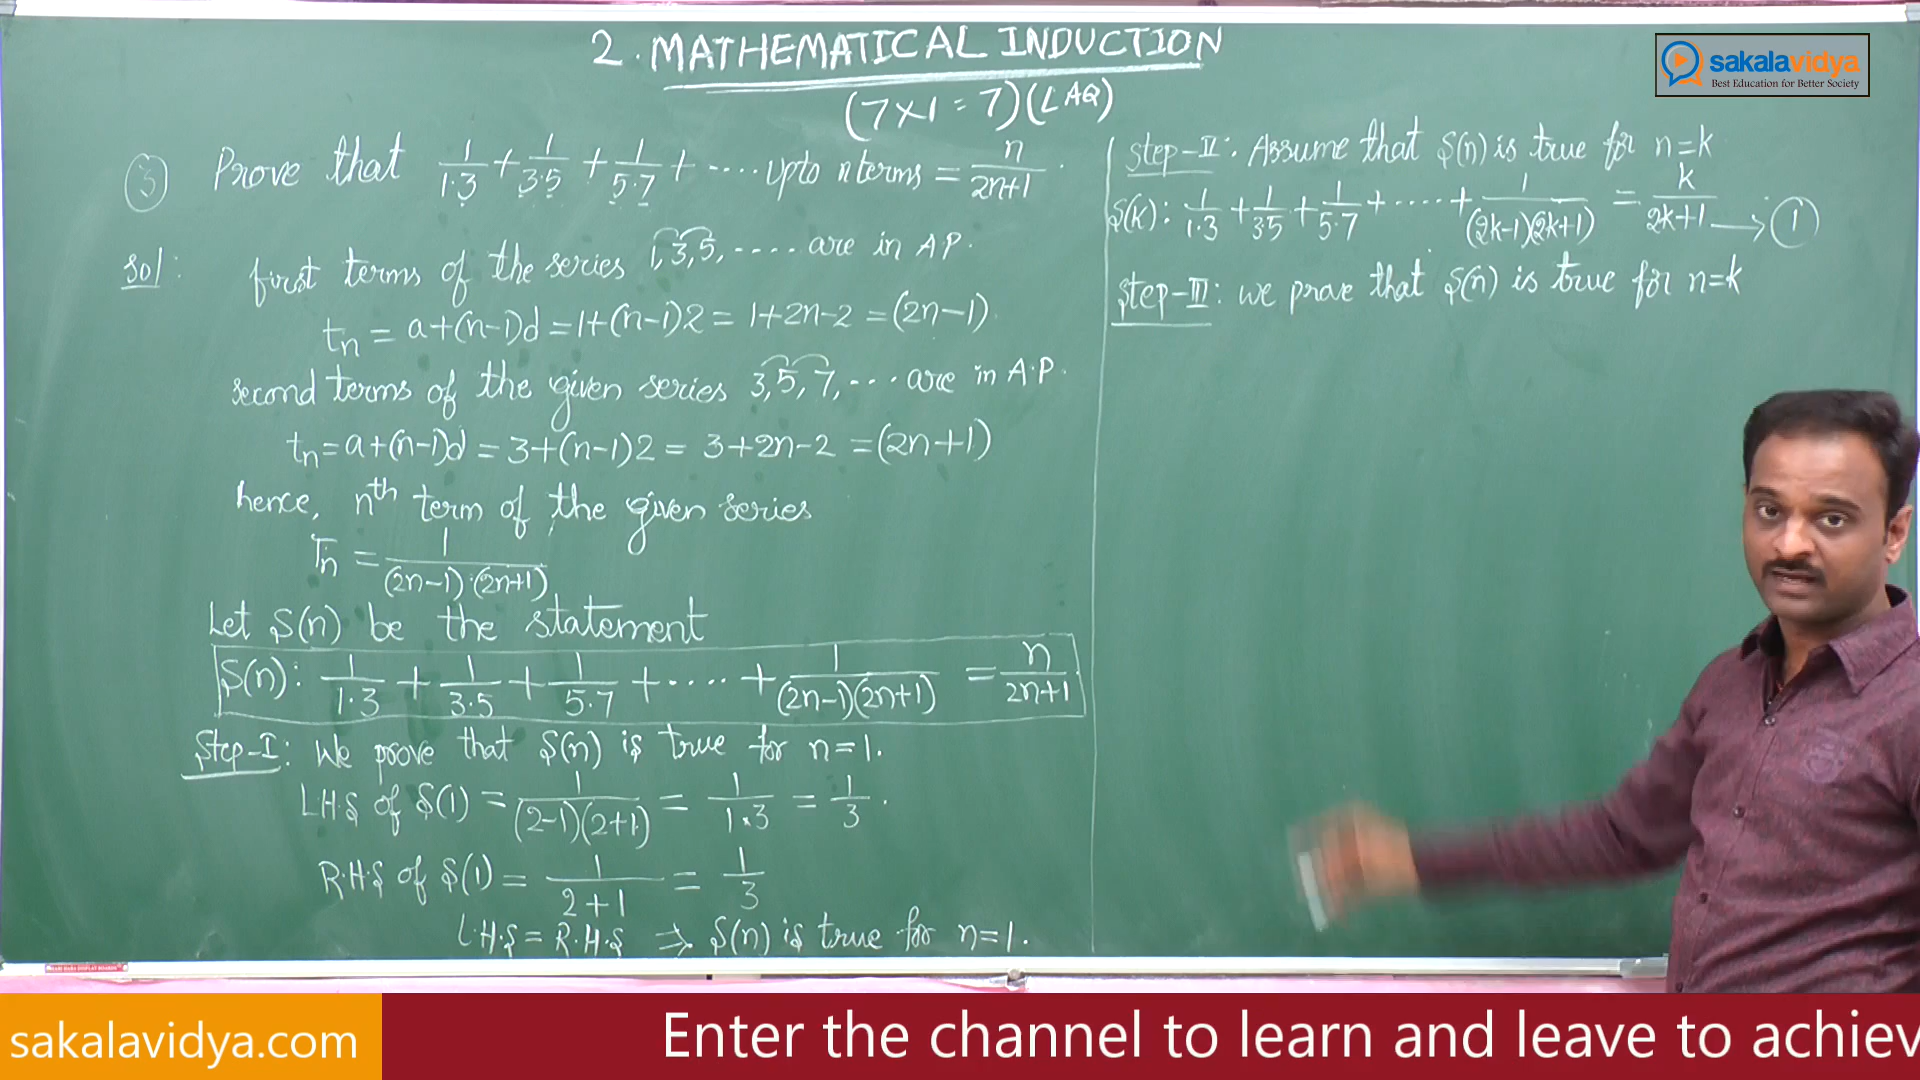 2. MATHEMATICAL INDUCTION
(7×1=7)(LAQ)
3 Prove that 1/1·3 + 1/3·5 + 1/5·7 + ···· upto n terms = n/2n+1 .
Sol: first terms of the series 1,3,5, ····· are in A.P.
tn = a+(n-1)d = 1+(n-1)2 = 1+2n-2 = (2n-1).
second terms of the given series 3,5,7, ··· are in A.P.
tn = a+(n-1)d = 3+(n-1)2 = 3+2n-2 = (2n+1)
hence, nth term of the given series
Tn = 1/(2n-1)·(2n+1)
Let S(n) be the statement
S(n): 1/1·3 + 1/3·5 + 1/5·7 + ····· + 1/(2n-1)(2n+1) = n/2n+1
Step-I: We prove that S(n) is true for n=1.
L.H.S of S(1) = 1/(2-1)(2+1) = 1/1×3 = 1/3 .
R.H.S of S(1) = 1/2+1 = 1/3
L.H.S = R.H.S ⇒ S(n) is true for n=1.
Step-II: Assume that S(n) is true for n=k
S(k): 1/1·3 + 1/3·5 + 1/5·7 + ····· + 1/(2k-1)(2k+1) = k/2k+1 → 1
Step-III: we prove that S(n) is true for n=k
sakalavidya
Best Education for Better Society
sakalavidya.com
Enter the channel to learn and leave to achiev